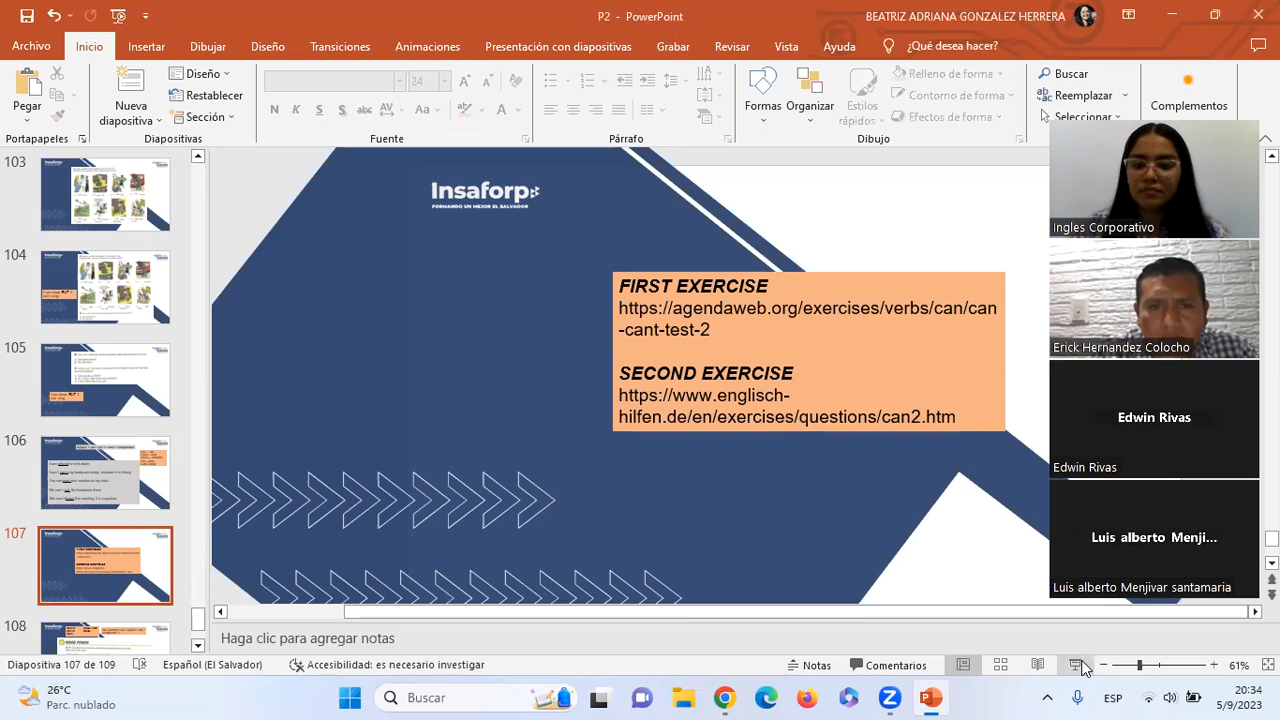 P2 - PowerPoint
BEATRIZ ADRIANA GONZÁLEZ HERRERA
Archivo Inicio Insertar Dibujar Diseño Transiciones Animaciones Presentación con diapositivas Grabar Revisar Vista Ayuda ¿Qué desea hacer?
Pegar
Nueva diapositiva
Diseño
Restablecer
Sección
24
Formas
Organizar
Estilos rápidos
Relleno de forma
Contorno de forma
Efectos de forma
Buscar
Reemplazar
Seleccionar
Complementos
Portapapeles Diapositivas Fuente Párrafo Dibujo
103
104
105
106
107
108
Insaforp
FORMANDO UN MEJOR EL SALVADOR
FIRST EXERCISE
https://agendaweb.org/exercises/verbs/can/can
-cant-test-2
SECOND EXERCISE
https://www.englisch-
hilfen.de/en/exercises/questions/can2.htm
Ingles Corporativo
Erick Hernandez Colocho
Edwin Rivas
Edwin Rivas
Luis alberto Menji...
Luis alberto Menjivar santamaria
Haga clic para agregar notas
Diapositiva 107 de 109 Español (El Salvador) Accesibilidad: es necesario investigar Notas Comentarios 61%
26°C
Parc. nublado
Buscar
ESP
20:34
5/9/2023